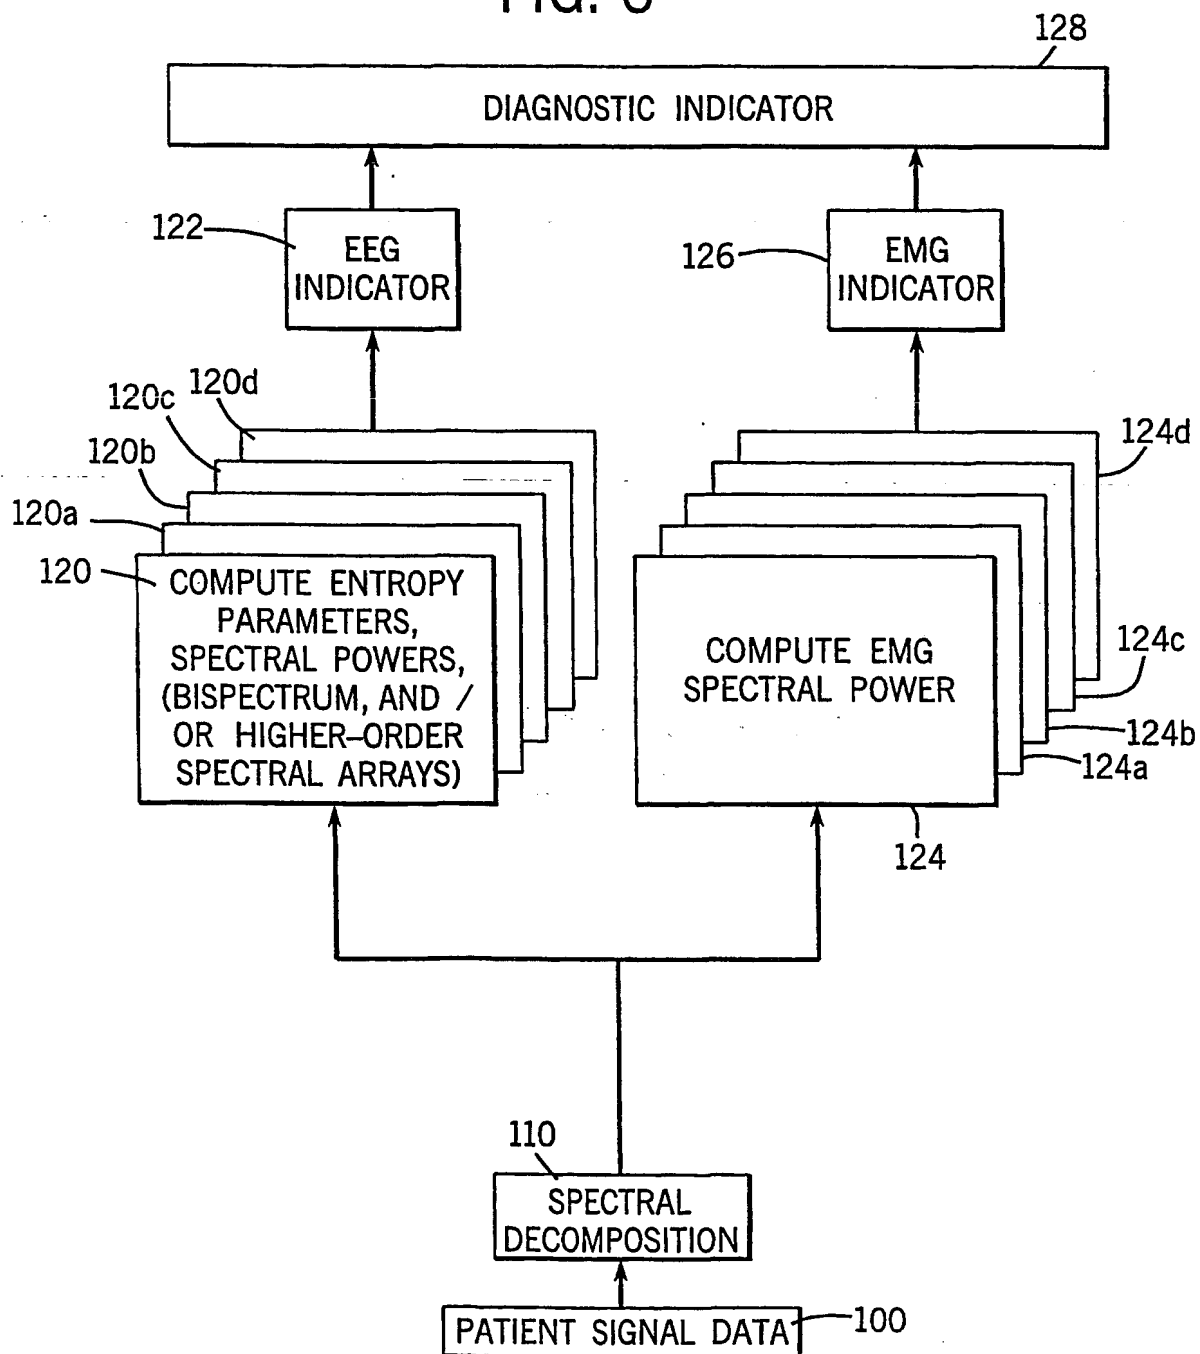 128
DIAGNOSTIC INDICATOR
122
EEG
INDICATOR
126
EMG
INDICATOR
120d
120c
120b
120a
120
COMPUTE ENTROPY
PARAMETERS,
SPECTRAL POWERS,
(BISPECTRUM, AND /
OR HIGHER–ORDER
SPECTRAL ARRAYS)
124d
COMPUTE EMG
SPECTRAL POWER
124c
124b
124a
124
110
SPECTRAL
DECOMPOSITION
PATIENT SIGNAL DATA
100